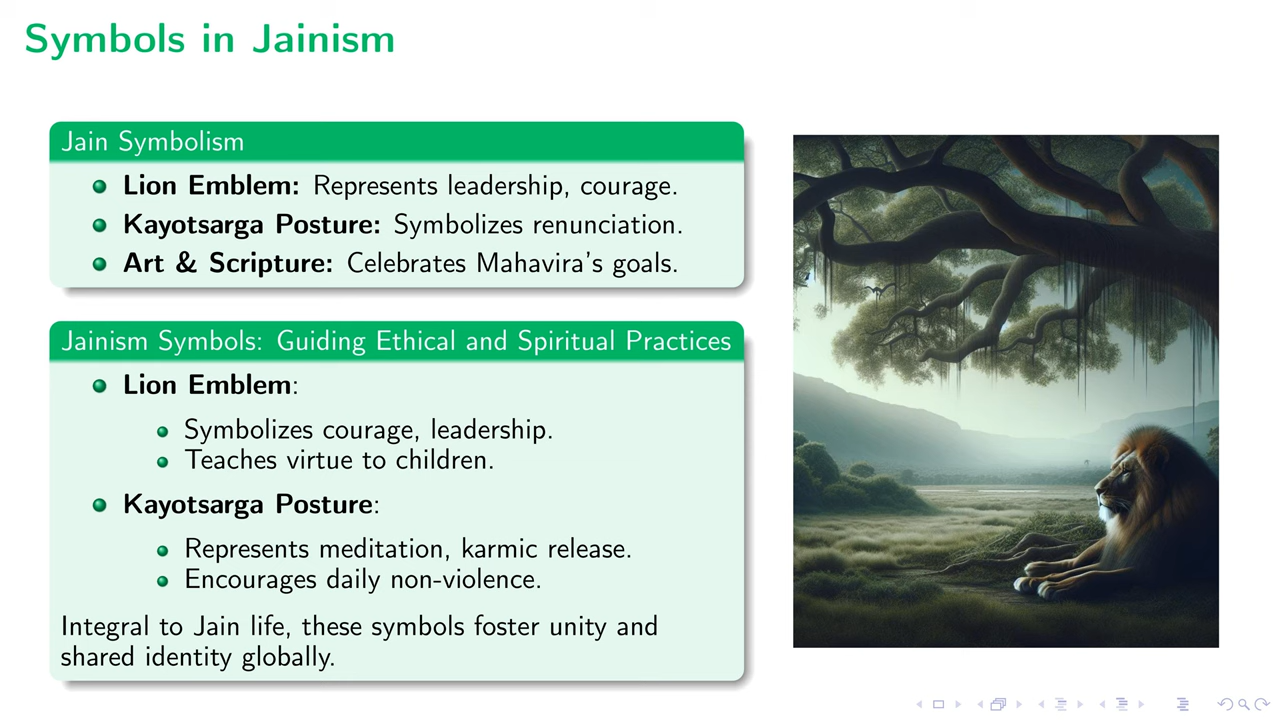 Symbols in Jainism
Jain Symbolism
Lion Emblem: Represents leadership, courage.
Kayotsarga Posture: Symbolizes renunciation.
Art & Scripture: Celebrates Mahavira's goals.
Jainism Symbols: Guiding Ethical and Spiritual Practices
Lion Emblem:
Symbolizes courage, leadership.
Teaches virtue to children.
Kayotsarga Posture:
Represents meditation, karmic release.
Encourages daily non-violence.
Integral to Jain life, these symbols foster unity and
shared identity globally.